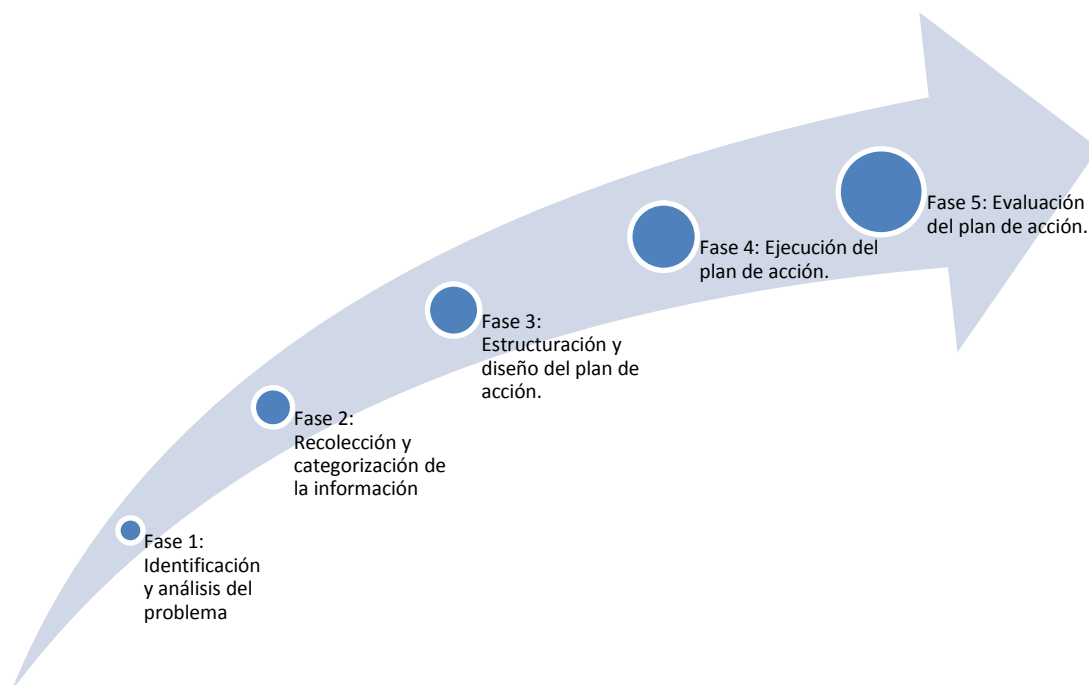 Fase 1:
Identificación
y análisis del
problema
Fase 2:
Recolección y
categorización de
la información
Fase 3:
Estructuración y
diseño del plan de
acción.
Fase 4: Ejecución del
plan de acción.
Fase 5: Evaluación
del plan de acción.